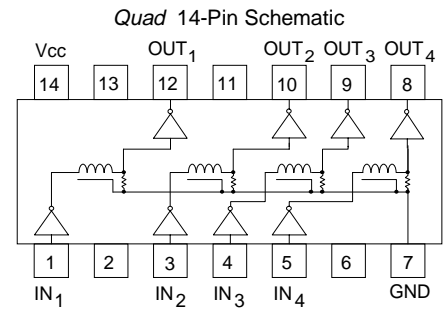 Quad 14-Pin Schematic
Vcc OUT1 OUT2 OUT3 OUT4
14 13 12 11 10 9 8
1 2 3 4 5 6 7
IN1 IN2 IN3 IN4 GND